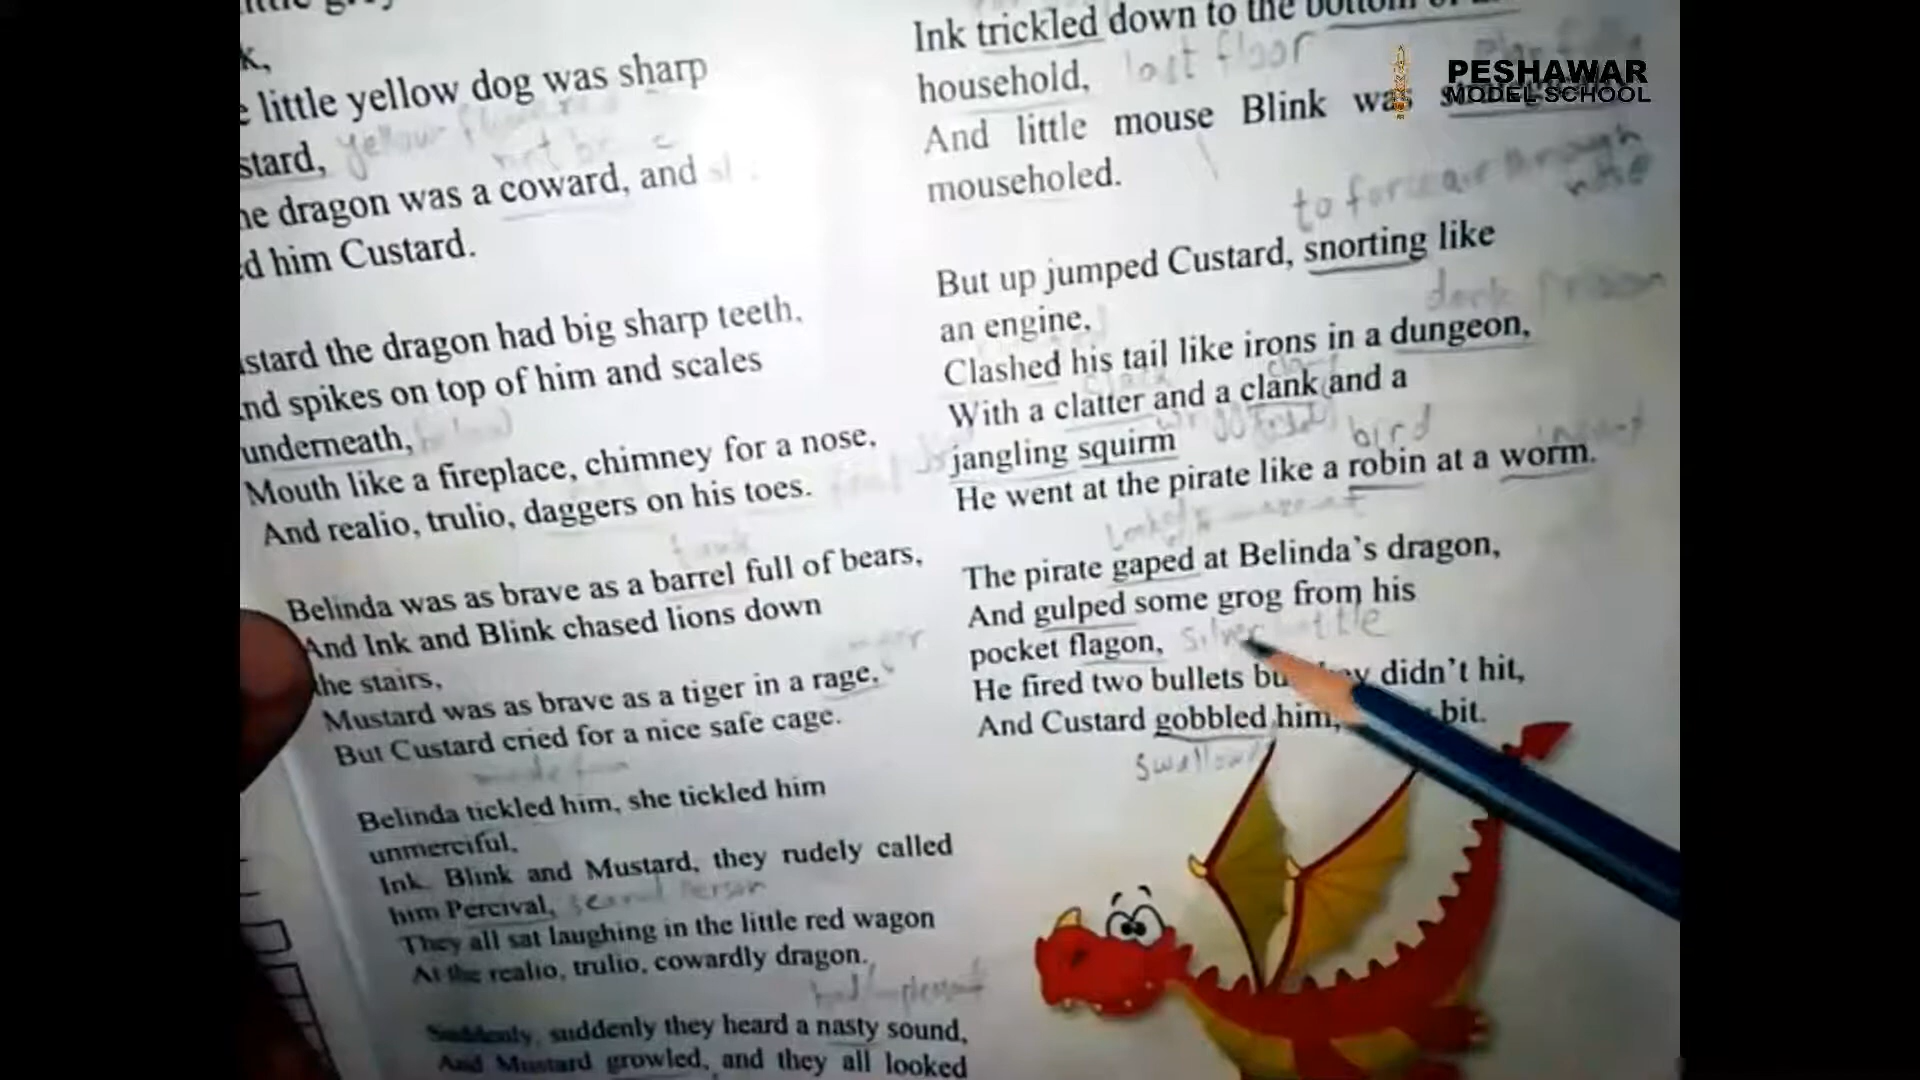 k,
e little yellow dog was sharp
stard, yellow
he dragon was a coward, and
ed him Custard.
stard the dragon had big sharp teeth,
nd spikes on top of him and scales
underneath,
Mouth like a fireplace, chimney for a nose,
And realio, trulio, daggers on his toes.
Belinda was as brave as a barrel full of bears,
And Ink and Blink chased lions down
the stairs,
Mustard was as brave as a tiger in a rage,
But Custard cried for a nice safe cage.
Belinda tickled him, she tickled him
unmerciful,
Ink, Blink and Mustard, they rudely called
him Percival, person
They all sat laughing in the little red wagon
At the realio, trulio, cowardly dragon.
Suddenly, suddenly they heard a nasty sound,
And Mustard growled, and they all looked
Ink trickled down to the bottom of
household, last floor
And little mouse Blink was
mouseholed.
to force air through
nose
But up jumped Custard, snorting like
dark prison
an engine,
Clashed his tail like irons in a dungeon,
With a clatter and a clank and a
bird
jangling squirm
He went at the pirate like a robin at a worm.
The pirate gaped at Belinda's dragon,
And gulped some grog from his
pocket flagon, silver
He fired two bullets but didn't hit,
And Custard gobbled him, bit.
swallowed
PESHAWAR
MODEL SCHOOL